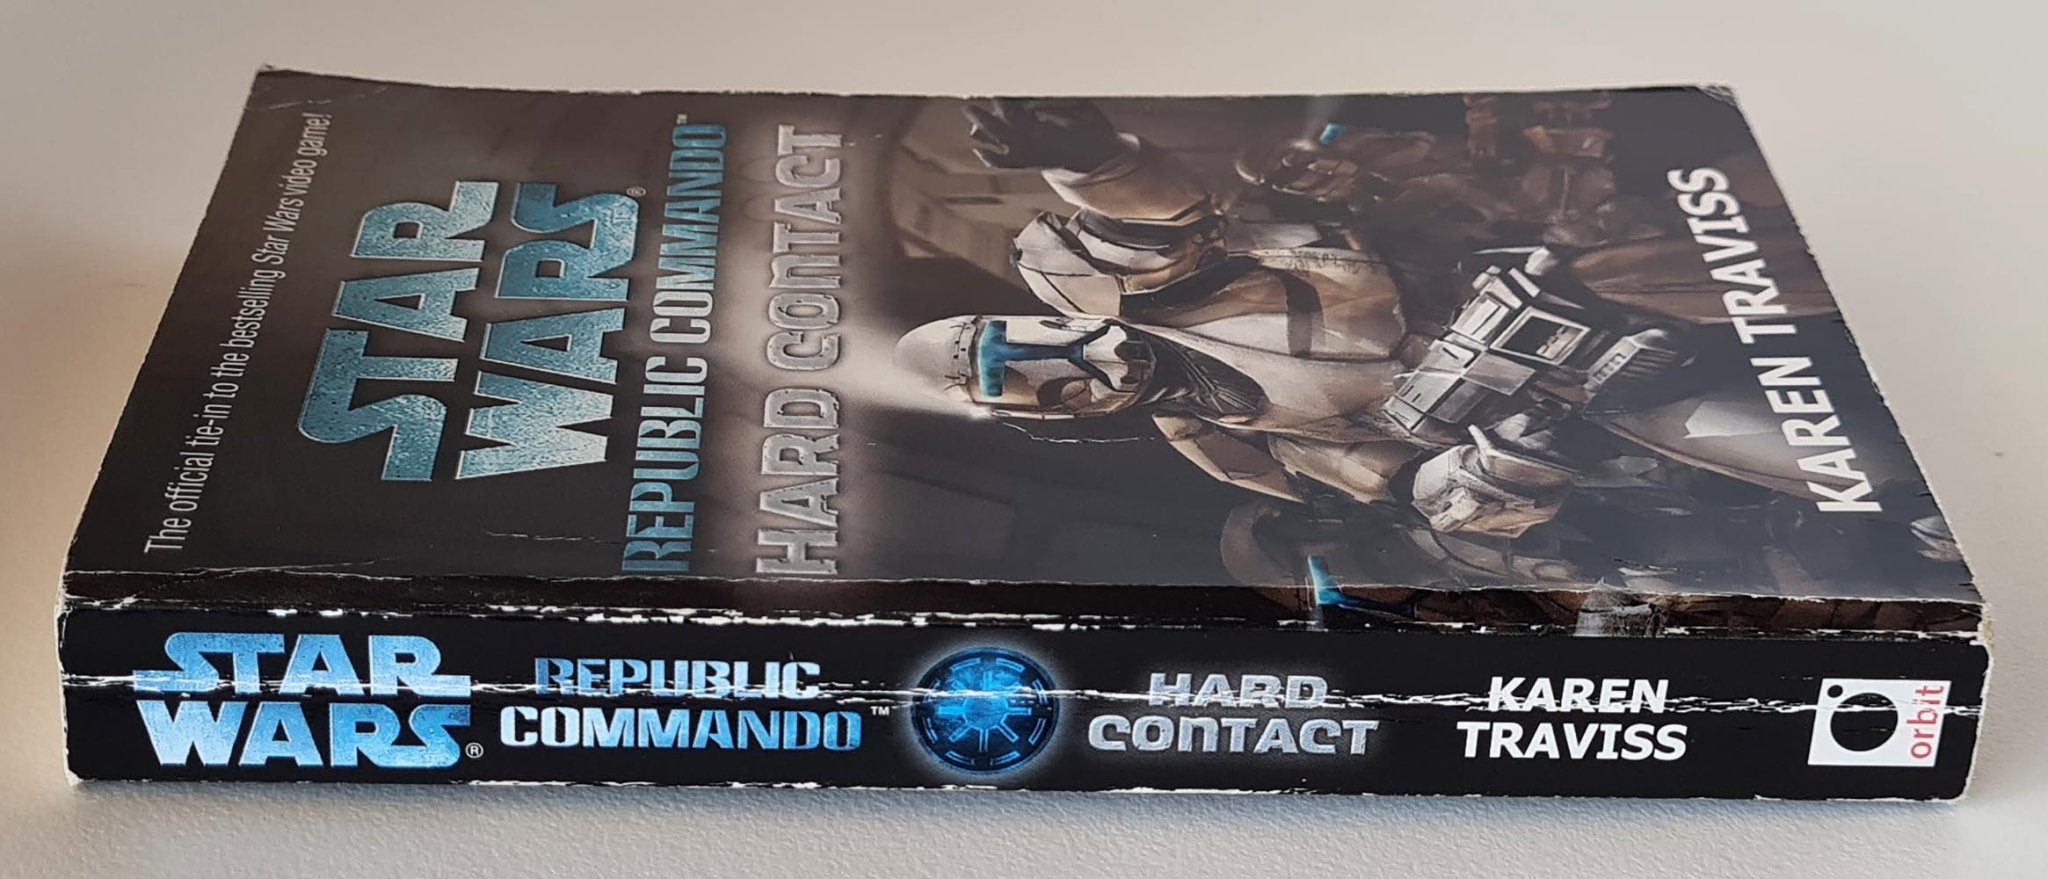 The official tie-in to the bestselling Star Wars video game!
STAR
WARS®
REPUBLIC COMMANDO™
HARD CONTACT
KAREN TRAVISS
STAR
WARS®
REPUBLIC
COMMANDO™
HARD
CONTACT
KAREN
TRAVISS
orbit